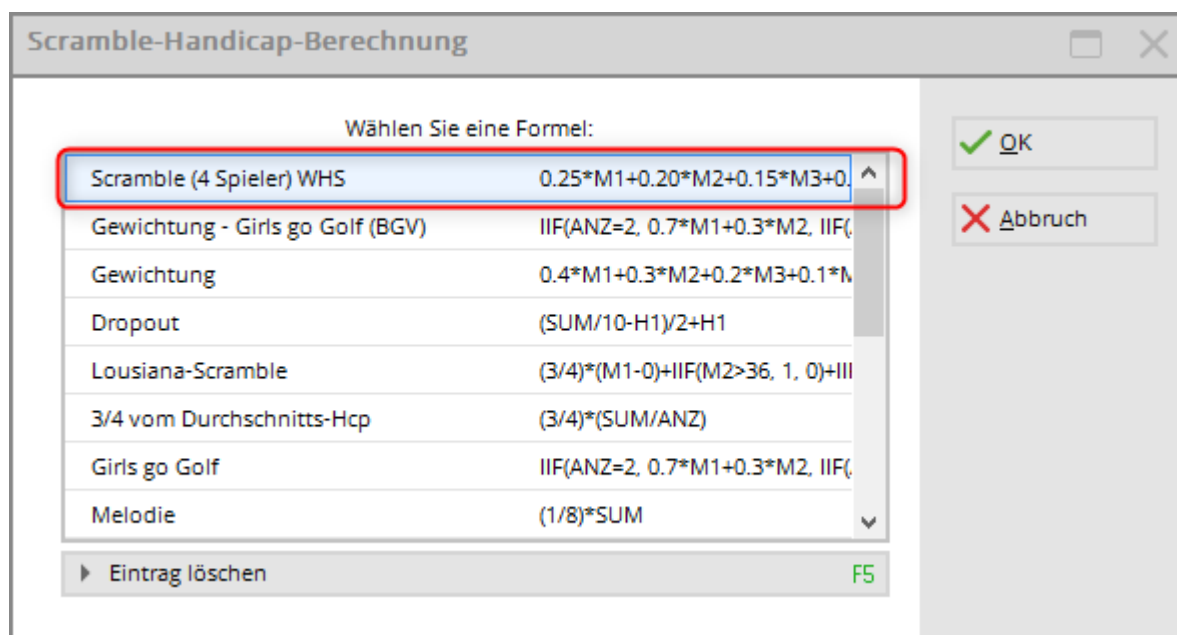 Scramble-Handicap-Berechnung
Wählen Sie eine Formel:
Scramble (4 Spieler) WHS 0.25*M1+0.20*M2+0.15*M3+0.
Gewichtung - Girls go Golf (BGV) IIF(ANZ=2, 0.7*M1+0.3*M2, IIF(
Gewichtung 0.4*M1+0.3*M2+0.2*M3+0.1*M
Dropout (SUM/10-H1)/2+H1
Lousiana-Scramble (3/4)*(M1-0)+IIF(M2>36, 1, 0)+III
3/4 vom Durchschnitts-Hcp (3/4)*(SUM/ANZ)
Girls go Golf IIF(ANZ=2, 0.7*M1+0.3*M2, IIF(
Melodie (1/8)*SUM
Eintrag löschen F5
OK
Abbruch